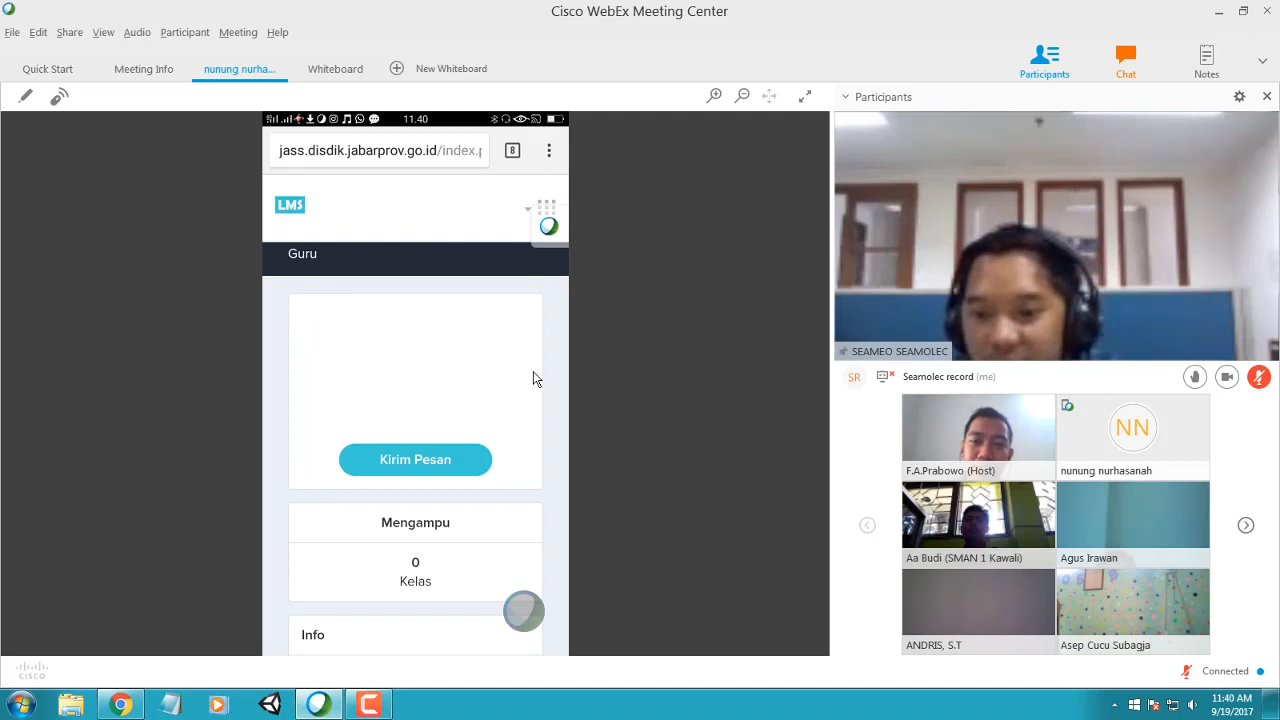 Cisco WebEx Meeting Center
File Edit Share View Audio Participant Meeting Help
Quick Start Meeting Info nunung nurha... Whiteboard New Whiteboard
Participants Chat Notes
Participants
11.40
jass.disdik.jabarprov.go.id/index.p
8
LMS
Guru
Kirim Pesan
Mengampu
0
Kelas
Info
SEAMEO SEAMOLEC
SR Seamolec record (me)
NN
F.A.Prabowo (Host) nunung nurhasanah
Aa Budi (SMAN 1 Kawali) Agus Irawan
ANDRIS, S.T Asep Cucu Subagja
cisco
Connected
11:40 AM
9/19/2017